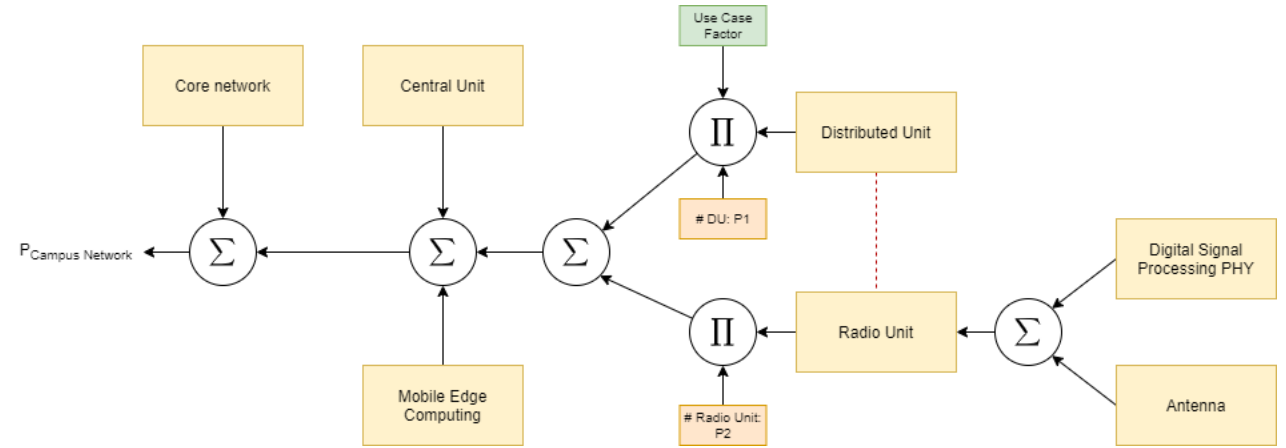 Use Case
Factor
Core network
Central Unit
∏
Distributed Unit
# DU: P1
P Campus Network
∑
∑
∑
Digital Signal
Processing PHY
∏
Radio Unit
∑
Mobile Edge
Computing
# Radio Unit:
P2
Antenna